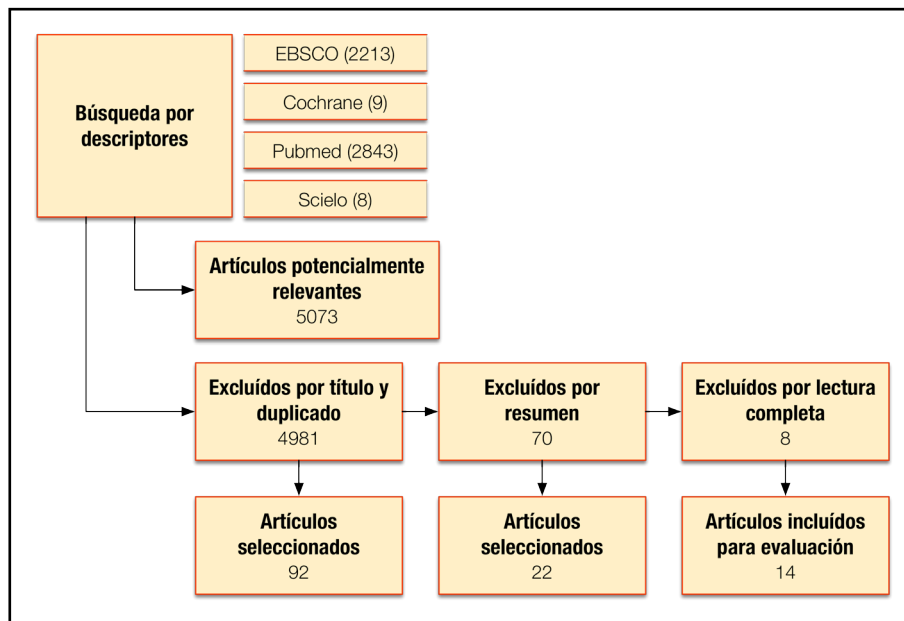 Búsqueda por
descriptores
EBSCO (2213)
Cochrane (9)
Pubmed (2843)
Scielo (8)
Artículos potencialmente
relevantes
5073
Excluídos por título y
duplicado
4981
Excluídos por
resumen
70
Excluídos por lectura
completa
8
Artículos
seleccionados
92
Artículos
seleccionados
22
Artículos incluídos
para evaluación
14